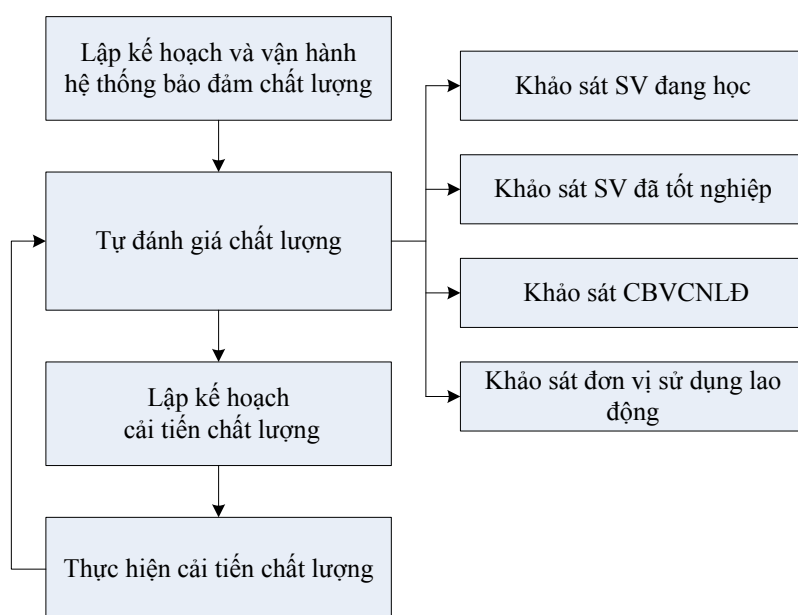 Lập kế hoạch và vận hành
hệ thống bảo đảm chất lượng
Tự đánh giá chất lượng
Lập kế hoạch
cải tiến chất lượng
Thực hiện cải tiến chất lượng
Khảo sát SV đang học
Khảo sát SV đã tốt nghiệp
Khảo sát CBVCNLĐ
Khảo sát đơn vị sử dụng lao
động